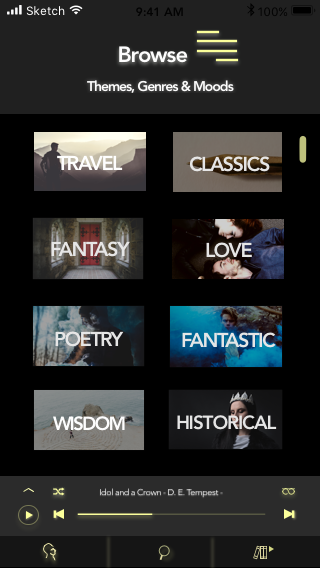 Sketch 9:41 AM 100%
Browse
Themes, Genres & Moods
TRAVEL CLASSICS
FANTASY LOVE
POETRY FANTASTIC
WISDOM HISTORICAL
Idol and a Crown - D. E. Tempest -